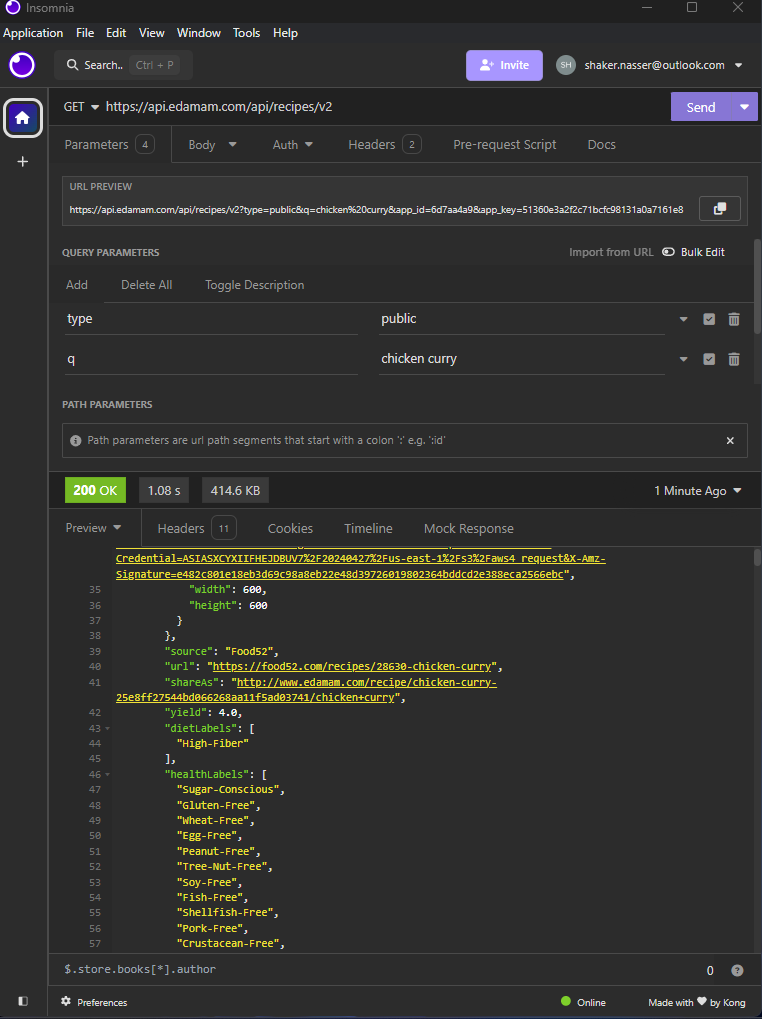 Insomnia
Application File Edit View Window Tools Help
Search.. Ctrl + P
Invite
SH shaker.nasser@outlook.com
GET https://api.edamam.com/api/recipes/v2
Send
Parameters 4 Body Auth Headers 2 Pre-request Script Docs
URL PREVIEW
https://api.edamam.com/api/recipes/v2?type=public&q=chicken%20curry&app_id=6d7aa4a9&app_key=51360e3a2f2c71bcfc98131a0a7161e8
QUERY PARAMETERS
Import from URL Bulk Edit
Add Delete All Toggle Description
type public
q chicken curry
PATH PARAMETERS
Path parameters are url path segments that start with a colon ':' e.g. ':id'
200 OK 1.08 s 414.6 KB 1 Minute Ago
Preview Headers 11 Cookies Timeline Mock Response
Credential=ASIASXCYXIIFHEJDBUV7%2F20240427%2Fus-east-1%2Fs3%2Faws4_request&X-Amz-
Signature=e482c801e18eb3d69c98a8eb22e48d39726019802364bddcd2e388eca2566ebc",
35 "width": 600,
36 "height": 600
37 }
38 },
39 "source": "Food52",
40 "url": "https://food52.com/recipes/28630-chicken-curry",
41 "shareAs": "http://www.edamam.com/recipe/chicken-curry-
25e8ff27544bd066268aa11f5ad03741/chicken+curry",
42 "yield": 4.0,
43 "dietLabels": [
44 "High-Fiber"
45 ],
46 "healthLabels": [
47 "Sugar-Conscious",
48 "Gluten-Free",
49 "Wheat-Free",
50 "Egg-Free",
51 "Peanut-Free",
52 "Tree-Nut-Free",
53 "Soy-Free",
54 "Fish-Free",
55 "Shellfish-Free",
56 "Pork-Free",
57 "Crustacean-Free",
$.store.books[*].author 0
Preferences Online Made with ♥ by Kong